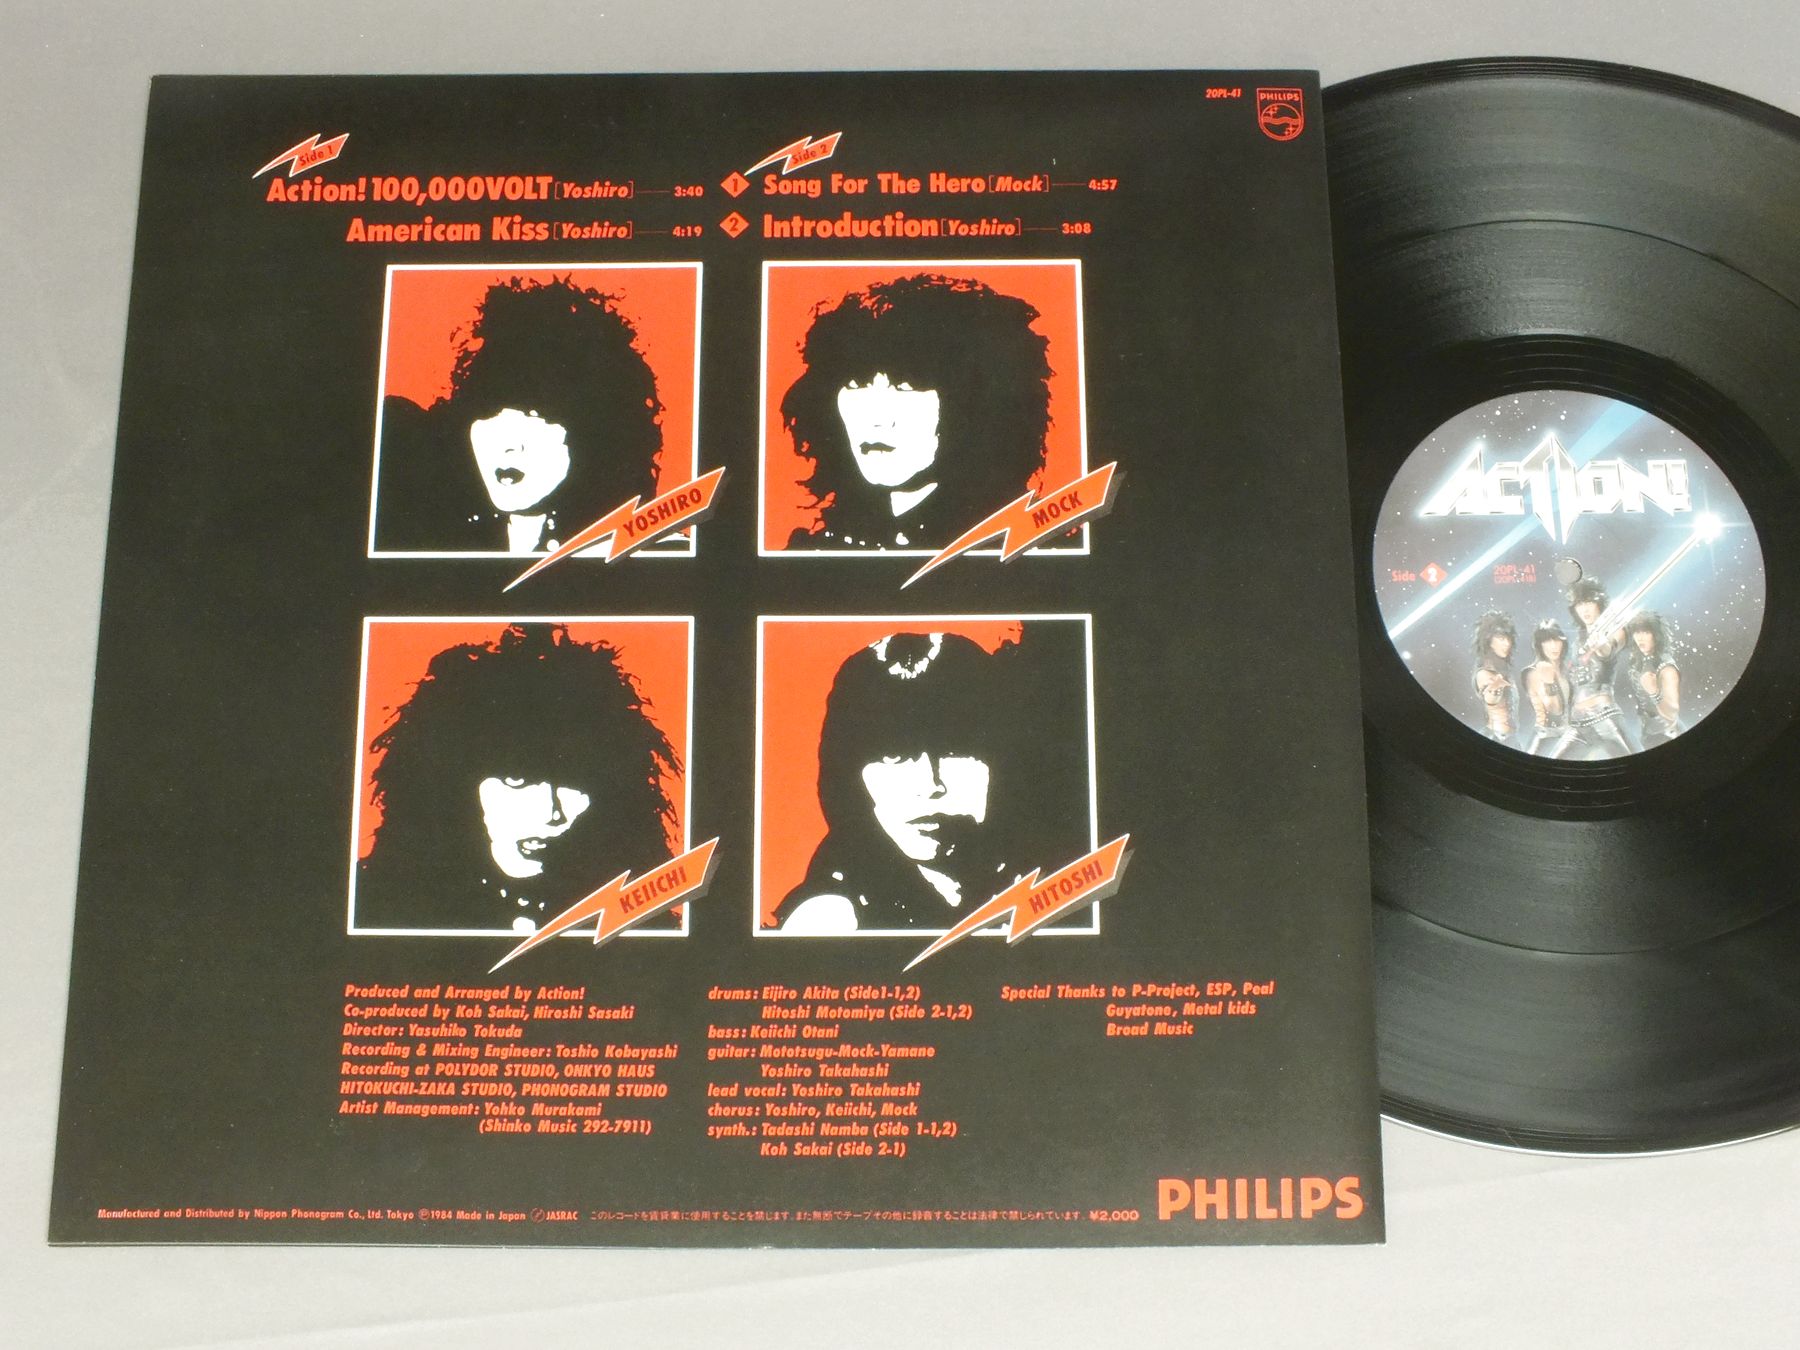 20PL-41
PHILIPS
Side 1
Action! 100,000VOLT [Yoshiro] 3:40
American Kiss [Yoshiro] 4:19
Side 2
1 Song For The Hero [Mock] 4:57
2 Introduction [Yoshiro] 3:08
YOSHIRO
MOCK
KEIICHI
HITOSHI
Produced and Arranged by Action!
Co-produced by Koh Sakai, Hiroshi Sasaki
Director: Yasuhiko Tokuda
Recording & Mixing Engineer: Toshio Kobayashi
Recording at POLYDOR STUDIO, ONKYO HAUS
HITOKUCHI-ZAKA STUDIO, PHONOGRAM STUDIO
Artist Management: Yohko Murakami
(Shinko Music 292-7911)
drums: Eijiro Akita (Side1-1,2)
Hitoshi Motomiya (Side 2-1,2)
bass: Keiichi Otani
guitar: Mototsugu-Mock-Yamane
Yoshiro Takahashi
lead vocal: Yoshiro Takahashi
chorus: Yoshiro, Keiichi, Mock
synth.: Tadashi Namba (Side 1-1,2)
Koh Sakai (Side 2-1)
Special Thanks to P-Project, ESP, Peal
Guyatone, Metal kids
Broad Music
PHILIPS
Manufactured and Distributed by Nippon Phonogram Co., Ltd. Tokyo ℗1984 Made in Japan JASRAC このレコードを賃貸業に使用することを禁じます。また無断でテープその他に録音することは法律で禁じられています。 ¥2,000
ACTION!
Side 2
20PL-41